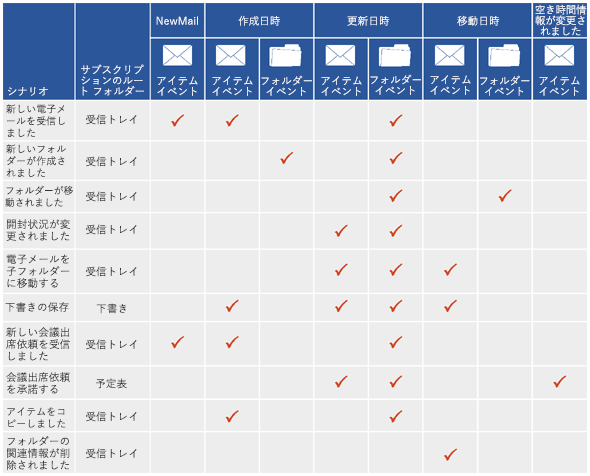 NewMail
作成日時
更新日時
移動日時
空き時間情
報が変更さ
れました
シナリオ
サブスクリプ
ションのルー
ト フォルダー
アイテム
イベント
アイテム
イベント
フォルダー
イベント
アイテム
イベント
フォルダー
イベント
アイテム
イベント
フォルダー
イベント
アイテム
イベント
新しい電子メ
ールを受信し
ました
受信トレイ
新しいフォル
ダーが作成さ
れました
受信トレイ
フォルダーが移
動されました
受信トレイ
開封状況が変
更されました
受信トレイ
電子メールを
子フォルダー
に移動する
受信トレイ
下書きの保存
下書き
新しい会議出
席依頼を受信
しました
受信トレイ
会議出席依頼
を承諾する
予定表
アイテムをコ
ピーしました
受信トレイ
フォルダーの
関連情報が削
除されました
受信トレイ